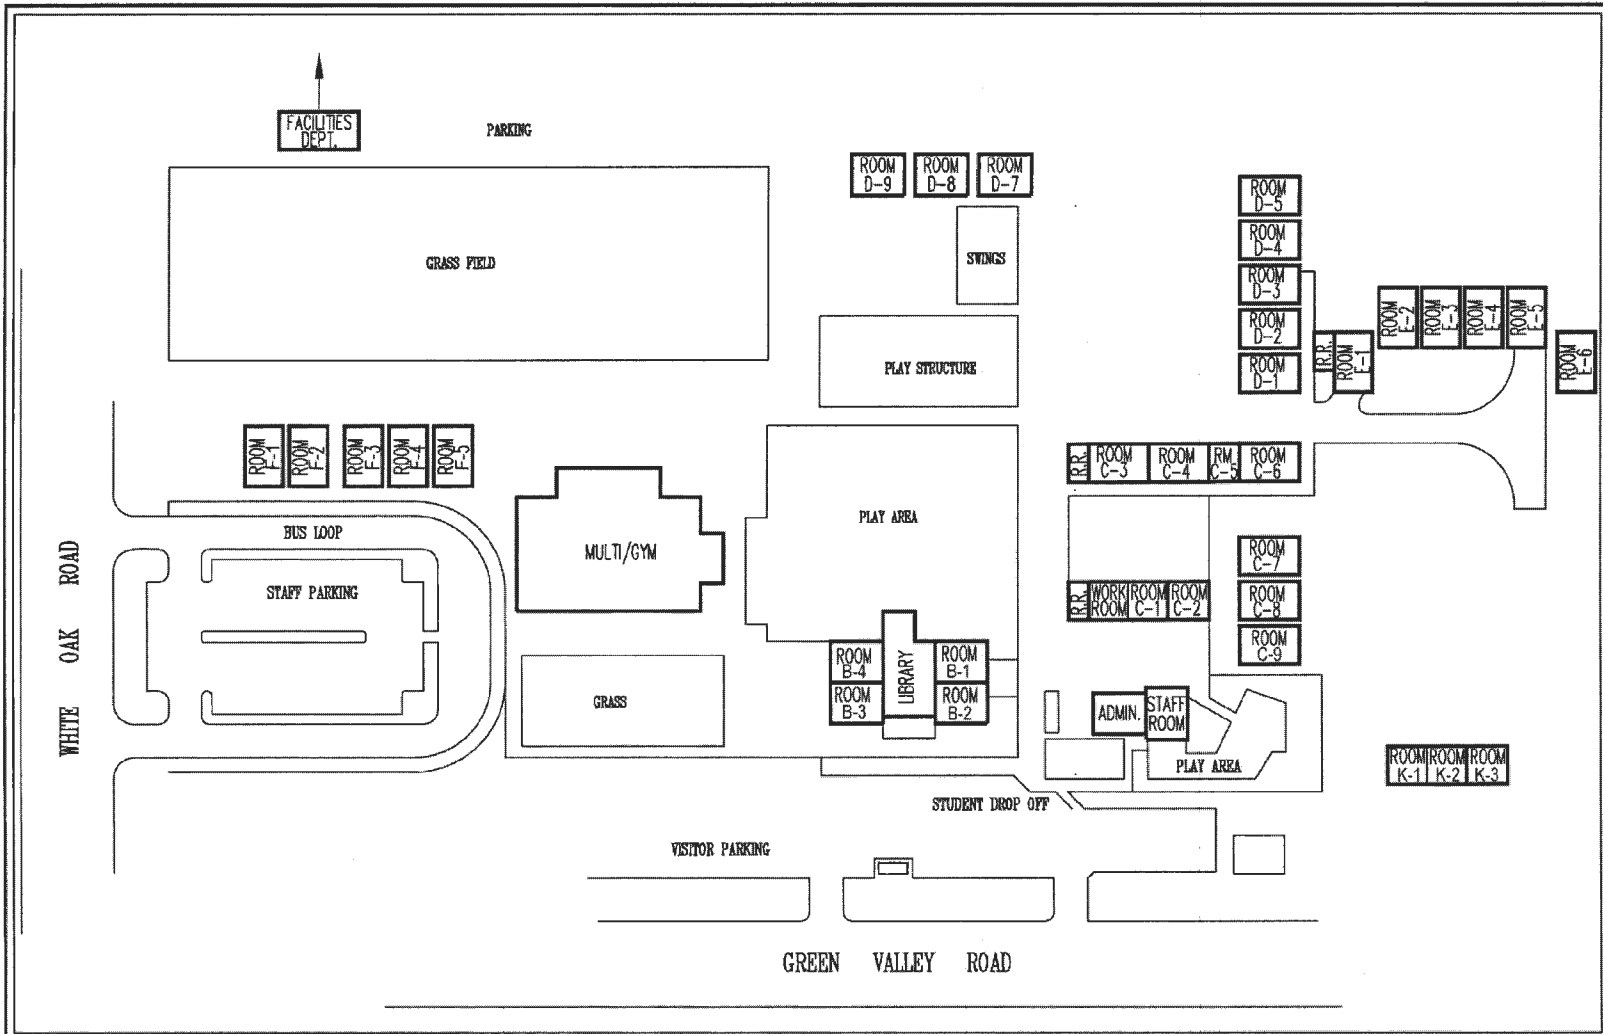 FACILITIES
DEPT.
PARKING
ROOM
D-9
ROOM
D-8
ROOM
D-7
ROOM
D-5
ROOM
D-4
ROOM
D-3
ROOM
D-2
ROOM
D-1
GRASS FIELD
SWINGS
PLAY STRUCTURE
R.R.
ROOM
E-1
ROOM
E-2
ROOM
E-3
ROOM
E-4
ROOM
E-5
ROOM
E-6
ROOM
F-1
ROOM
F-2
ROOM
F-3
ROOM
F-4
ROOM
F-5
R.R.
ROOM
C-3
ROOM
C-4
RM.
C-5
ROOM
C-6
BUS LOOP
STAFF PARKING
MULTI/GYM
PLAY AREA
ROOM
C-7
ROOM
C-8
ROOM
C-9
R.R.
WORK
ROOM
ROOM
C-1
ROOM
C-2
WHITE OAK ROAD
GRASS
ROOM
B-4
ROOM
B-3
LIBRARY
ROOM
B-1
ROOM
B-2
ADMIN.
STAFF
ROOM
PLAY AREA
ROOM
K-1
ROOM
K-2
ROOM
K-3
STUDENT DROP OFF
VISITOR PARKING
GREEN VALLEY ROAD